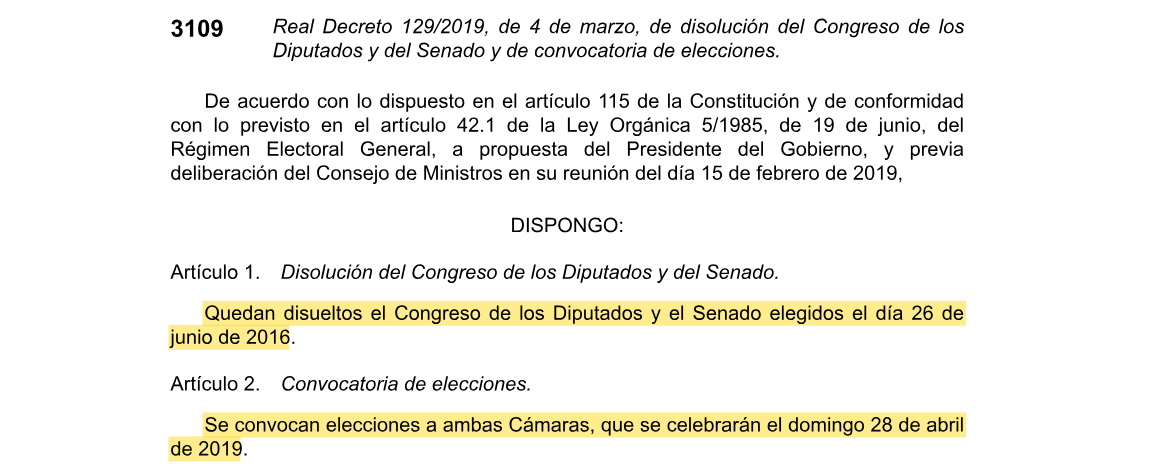 3109 Real Decreto 129/2019, de 4 de marzo, de disolución del Congreso de los
Diputados y del Senado y de convocatoria de elecciones.
De acuerdo con lo dispuesto en el artículo 115 de la Constitución y de conformidad
con lo previsto en el artículo 42.1 de la Ley Orgánica 5/1985, de 19 de junio, del
Régimen Electoral General, a propuesta del Presidente del Gobierno, y previa
deliberación del Consejo de Ministros en su reunión del día 15 de febrero de 2019,
DISPONGO:
Artículo 1. Disolución del Congreso de los Diputados y del Senado.
Quedan disueltos el Congreso de los Diputados y el Senado elegidos el día 26 de
junio de 2016.
Artículo 2. Convocatoria de elecciones.
Se convocan elecciones a ambas Cámaras, que se celebrarán el domingo 28 de abril
de 2019.